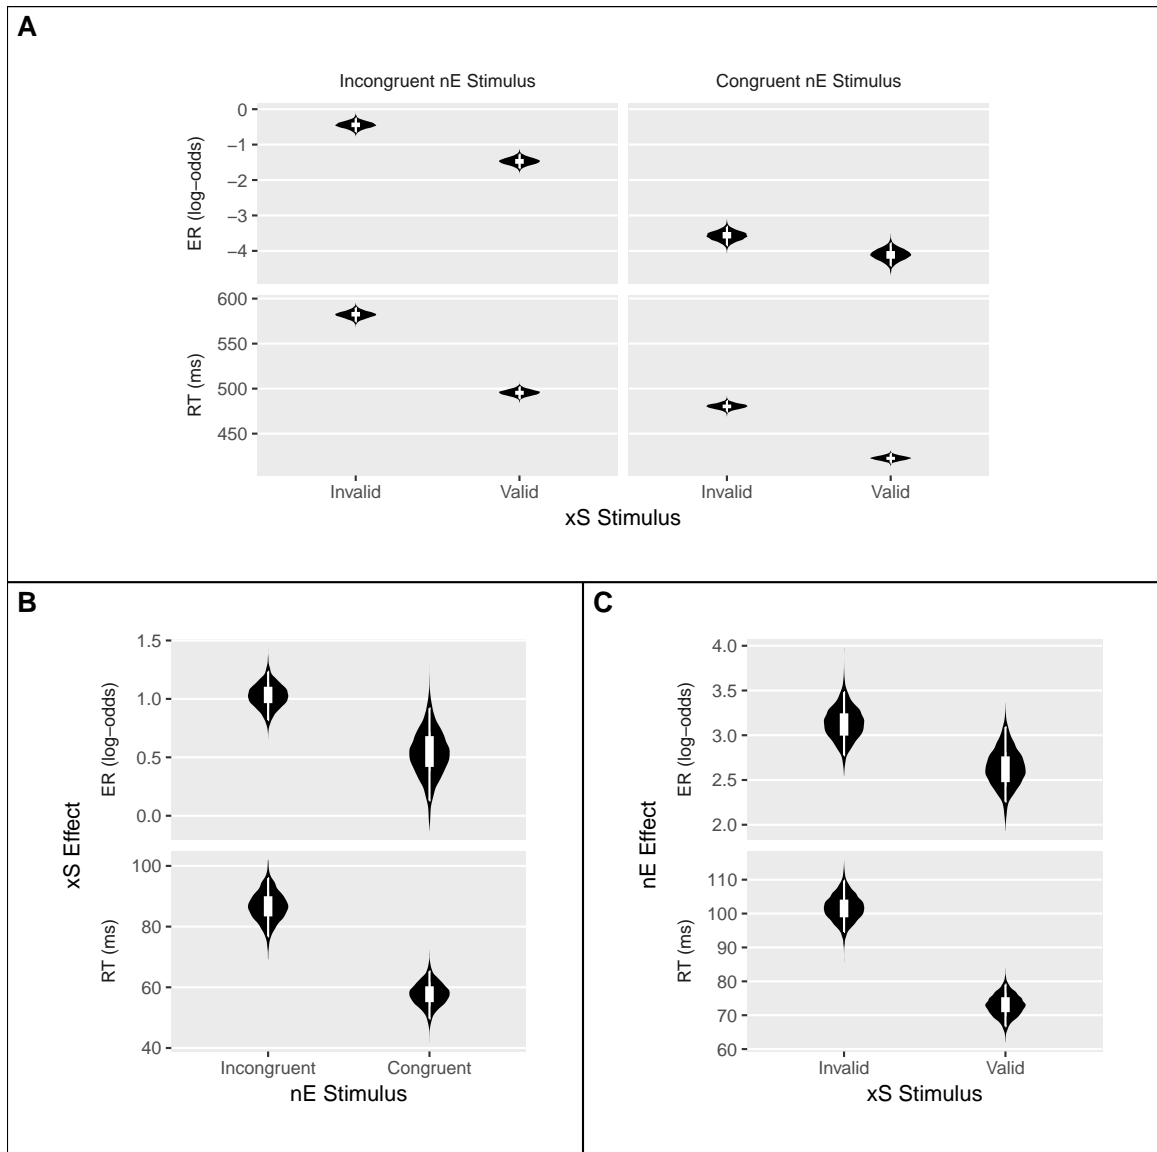 A
Incongruent nE Stimulus
Congruent nE Stimulus
ER (log−odds)
0
−1
−2
−3
−4
RT (ms)
600
550
500
450
Invalid
Valid
Invalid
Valid
xS Stimulus
B
xS Effect
ER (log−odds)
1.5
1.0
0.5
0.0
RT (ms)
100
80
60
40
Incongruent
Congruent
nE Stimulus
C
nE Effect
ER (log−odds)
4.0
3.5
3.0
2.5
2.0
RT (ms)
110
100
90
80
70
60
Invalid
Valid
xS Stimulus